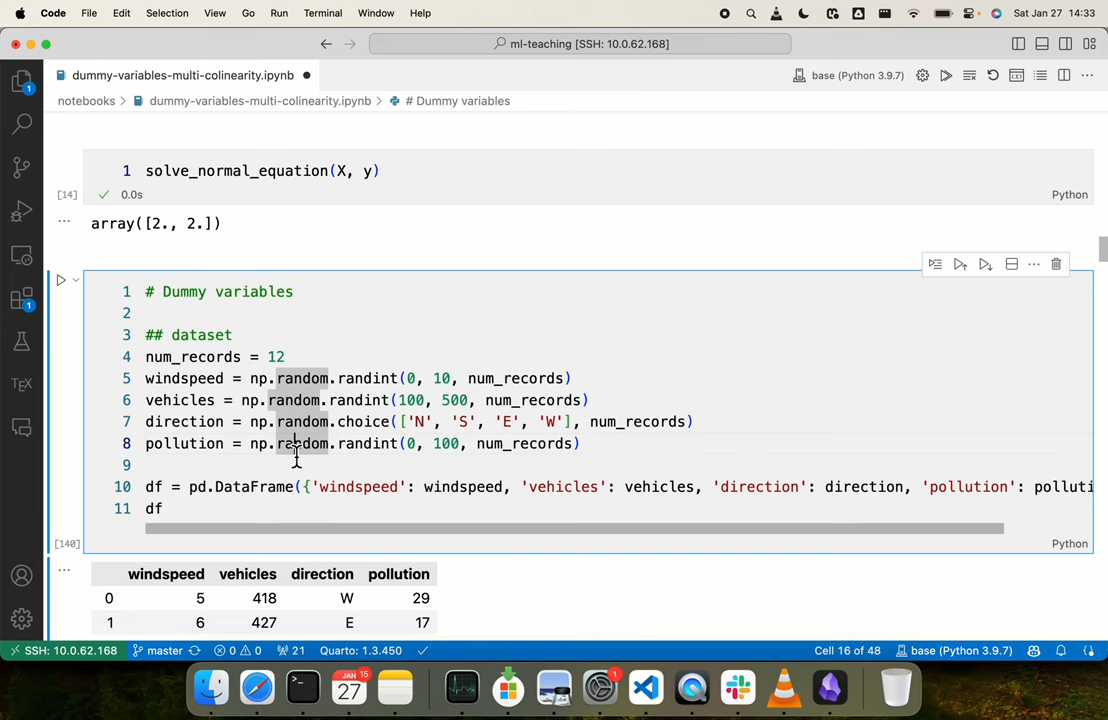 Code File Edit Selection View Go Run Terminal Window Help Sat Jan 27 14:33
ml-teaching [SSH: 10.0.62.168]
dummy-variables-multi-colinearity.ipynb base (Python 3.9.7)
notebooks > dummy-variables-multi-colinearity.ipynb > # Dummy variables
1 solve_normal_equation(X, y)
[14] 0.0s Python
array([2., 2.])
1 # Dummy variables
2
3 ## dataset
4 num_records = 12
5 windspeed = np.random.randint(0, 10, num_records)
6 vehicles = np.random.randint(100, 500, num_records)
7 direction = np.random.choice(['N', 'S', 'E', 'W'], num_records)
8 pollution = np.random.randint(0, 100, num_records)
9
10 df = pd.DataFrame({'windspeed': windspeed, 'vehicles': vehicles, 'direction': direction, 'pollution': polluti
11 df
[140] Python
windspeed vehicles direction pollution
0 5 418 W 29
1 6 427 E 17
1
1
TEX
SSH: 10.0.62.168 master 0 0 21 Quarto: 1.3.450 Cell 16 of 48 base (Python 3.9.7)
JAN 15
27
1